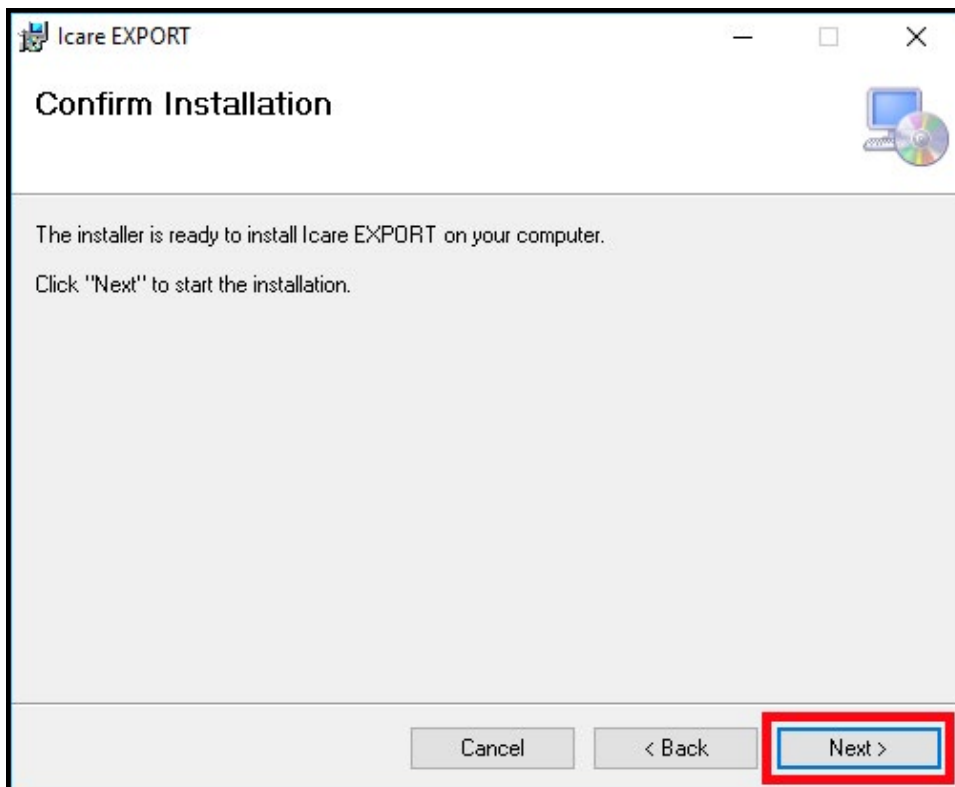 Icare EXPORT
Confirm Installation
The installer is ready to install Icare EXPORT on your computer.
Click "Next" to start the installation.
Cancel
< Back
Next >